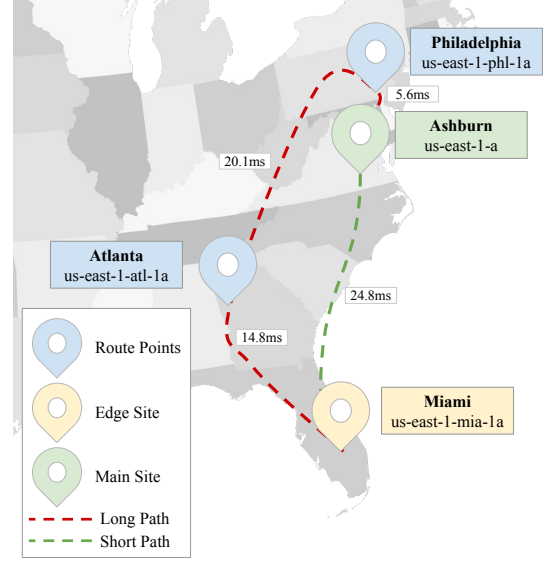 Philadelphia
us-east-1-phl-1a
5.6ms
Ashburn
us-east-1-a
20.1ms
Atlanta
us-east-1-atl-1a
24.8ms
14.8ms
Route Points
Edge Site
Miami
us-east-1-mia-1a
Main Site
Long Path
Short Path